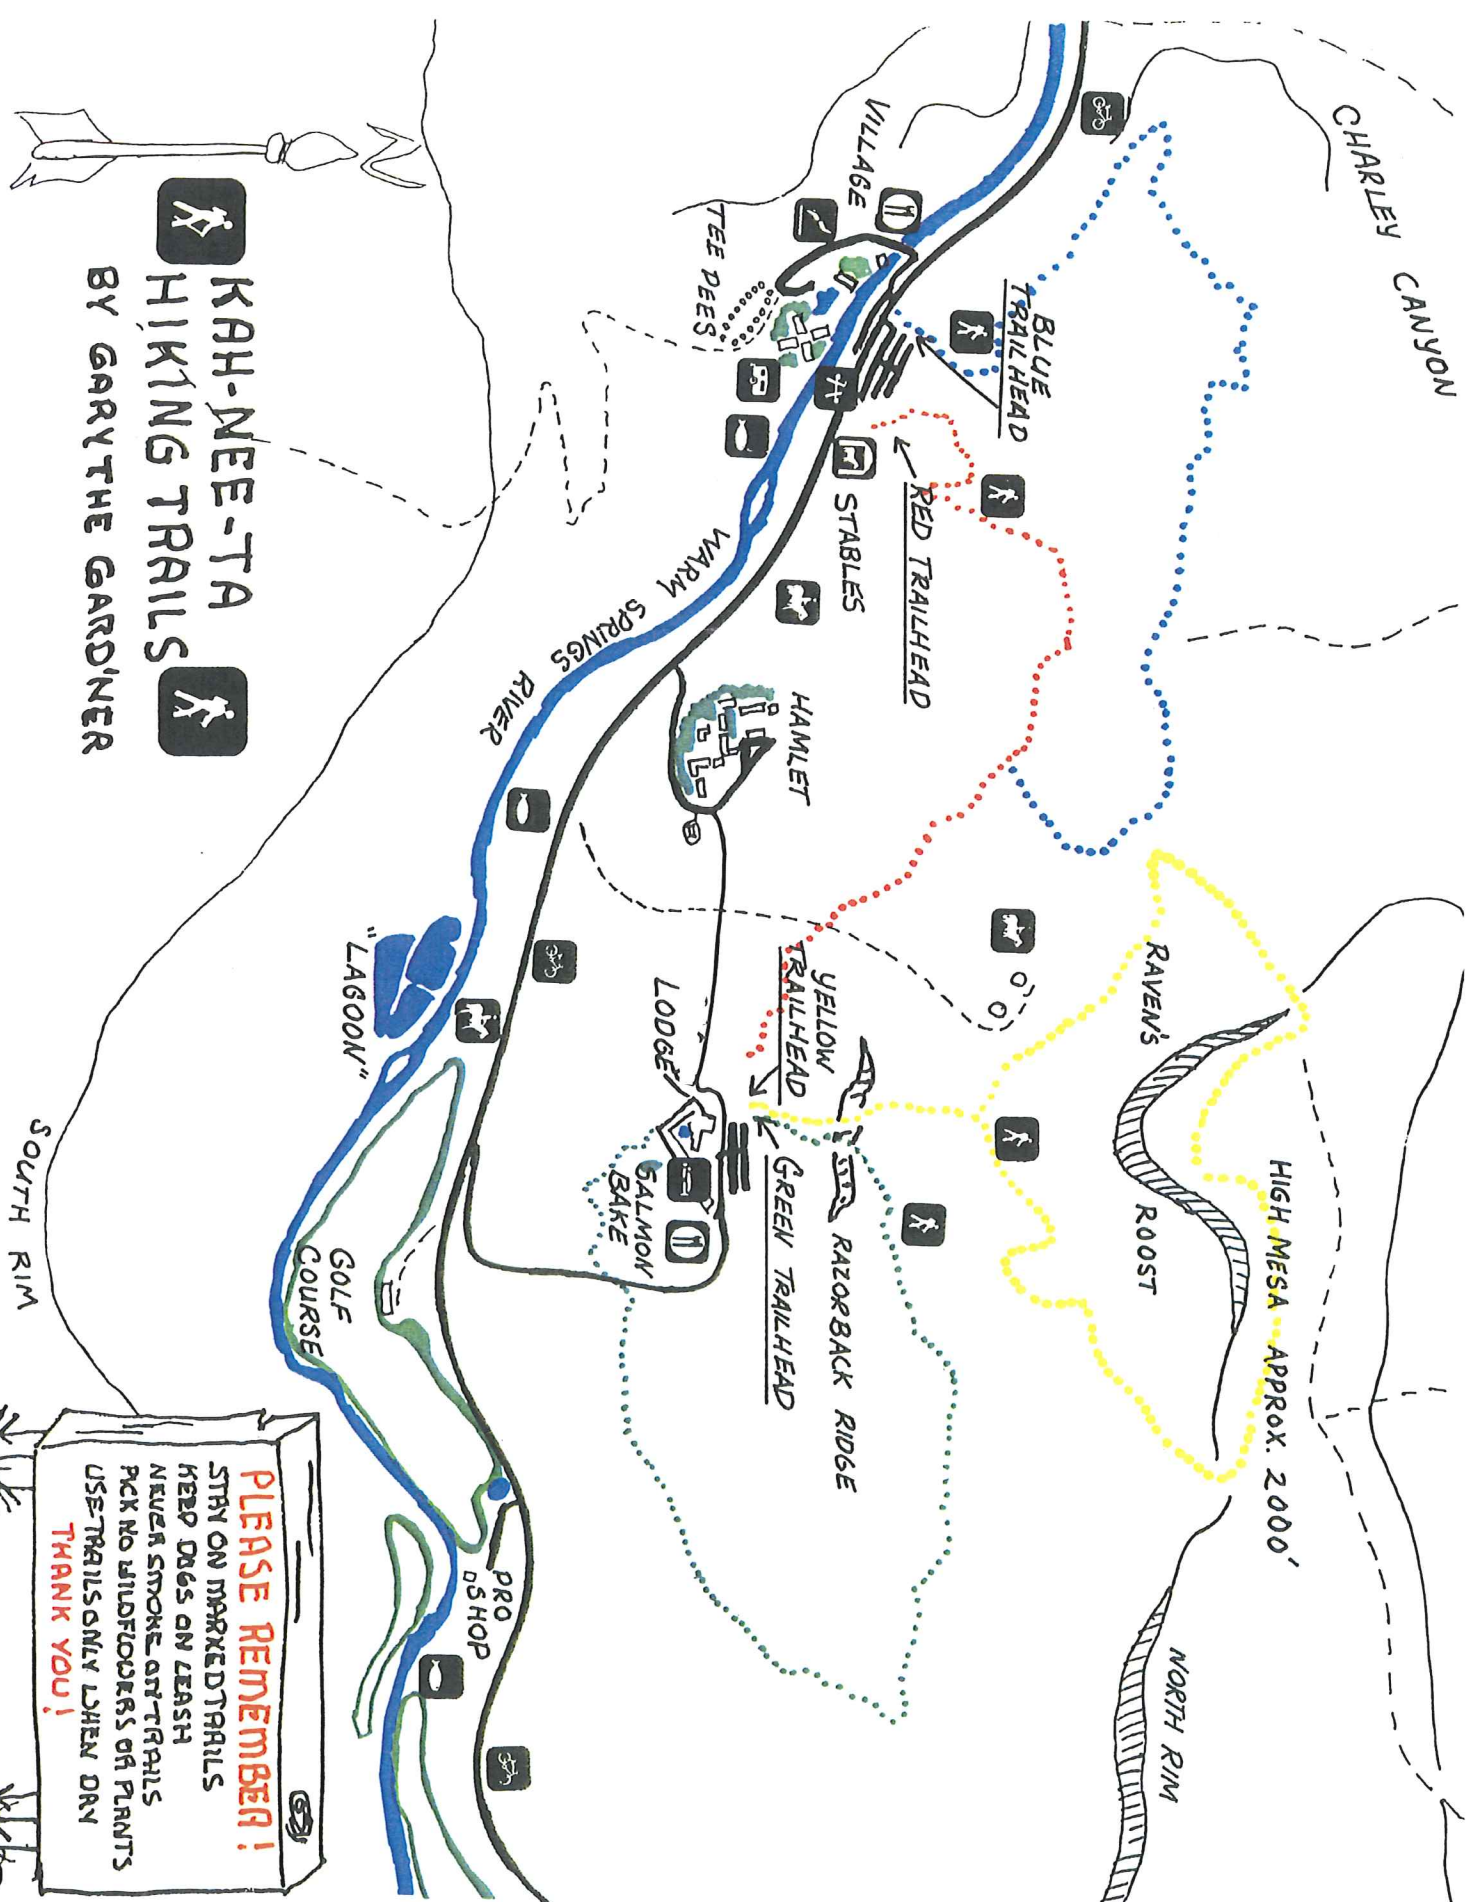 CHARLEY CANYON
VILLAGE
TEE PEES
BLUE
TRAILHEAD
RED TRAILHEAD
STABLES
WARM SPRINGS RIVER
HAMLET
"LAGOON"
LODGE
YELLOW
TRAILHEAD
RAVEN'S ROOST
HIGH MESA APPROX. 2000'
GREEN TRAILHEAD
RAZORBACK RIDGE
SALMON
BAKE
GOLF
COURSE
PRO
SHOP
NORTH RIM
SOUTH RIM
N
KAH-NEE-TA
HIKING TRAILS
BY GARY THE GARD'NER
PLEASE REMEMBER!
STAY ON MARKED TRAILS
KEEP DOGS ON LEASH
NEVER SMOKE ON TRAILS
PICK NO WILDFLOWERS OR PLANTS
USE TRAILS ONLY WHEN DRY
THANK YOU!